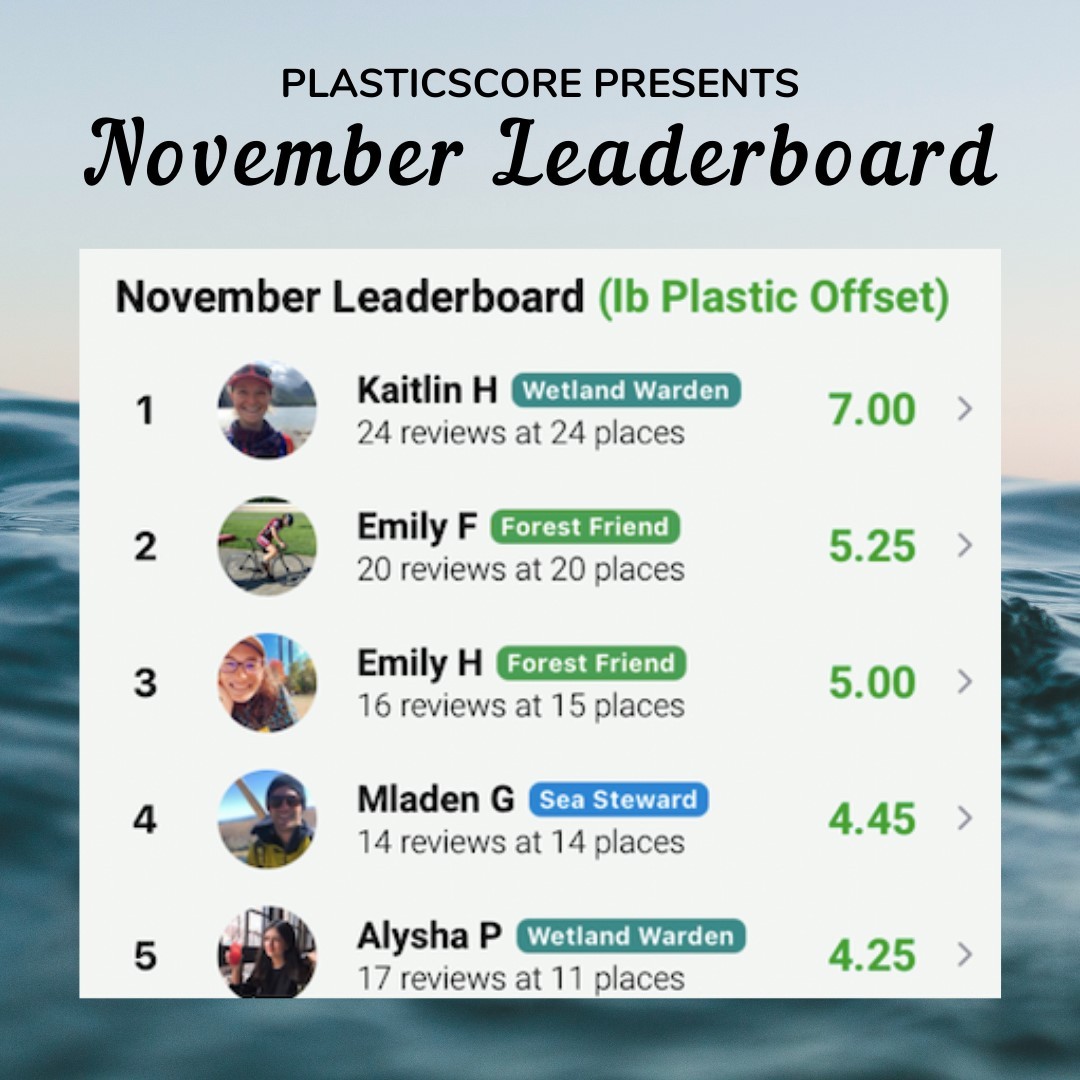 PLASTICSCORE PRESENTS
November Leaderboard
November Leaderboard (lb Plastic Offset)
1
Kaitlin H Wetland Warden
24 reviews at 24 places
7.00
2
Emily F Forest Friend
20 reviews at 20 places
5.25
3
Emily H Forest Friend
16 reviews at 15 places
5.00
4
Mladen G Sea Steward
14 reviews at 14 places
4.45
5
Alysha P Wetland Warden
17 reviews at 11 places
4.25